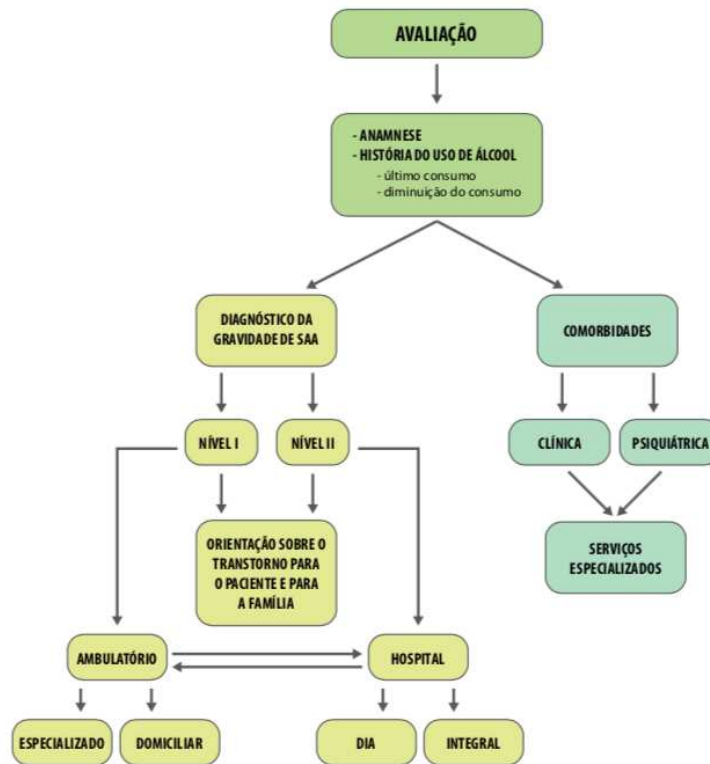 AVALIAÇÃO
- ANAMNESE
- HISTÓRIA DO USO DE ÁLCOOL
- último consumo
- diminuição do consumo
DIAGNÓSTICO DA
GRAVIDADE DE SAA
COMORBIDADES
NÍVEL I
NÍVEL II
CLÍNICA
PSIQUIÁTRICA
ORIENTAÇÃO SOBRE O
TRANSTORNO PARA
O PACIENTE E PARA
A FAMÍLIA
SERVIÇOS
ESPECIALIZADOS
AMBULATÓRIO
HOSPITAL
ESPECIALIZADO
DOMICILIAR
DIA
INTEGRAL